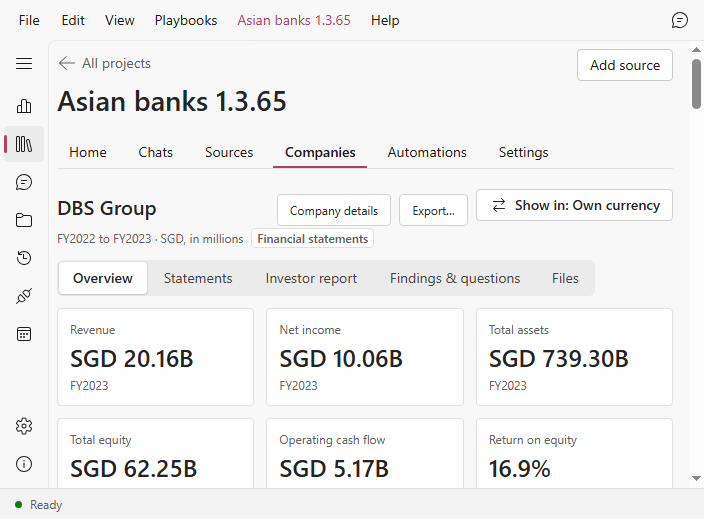 File Edit View Playbooks Asian banks 1.3.65 Help
All projects
Add source
Asian banks 1.3.65
Home Chats Sources Companies Automations Settings
DBS Group
Company details
Export...
Show in: Own currency
FY2022 to FY2023 · SGD, in millions
Financial statements
Overview Statements Investor report Findings & questions Files
Revenue
SGD 20.16B
FY2023
Net income
SGD 10.06B
FY2023
Total assets
SGD 739.30B
FY2023
Total equity
SGD 62.25B
Operating cash flow
SGD 5.17B
Return on equity
16.9%
Ready